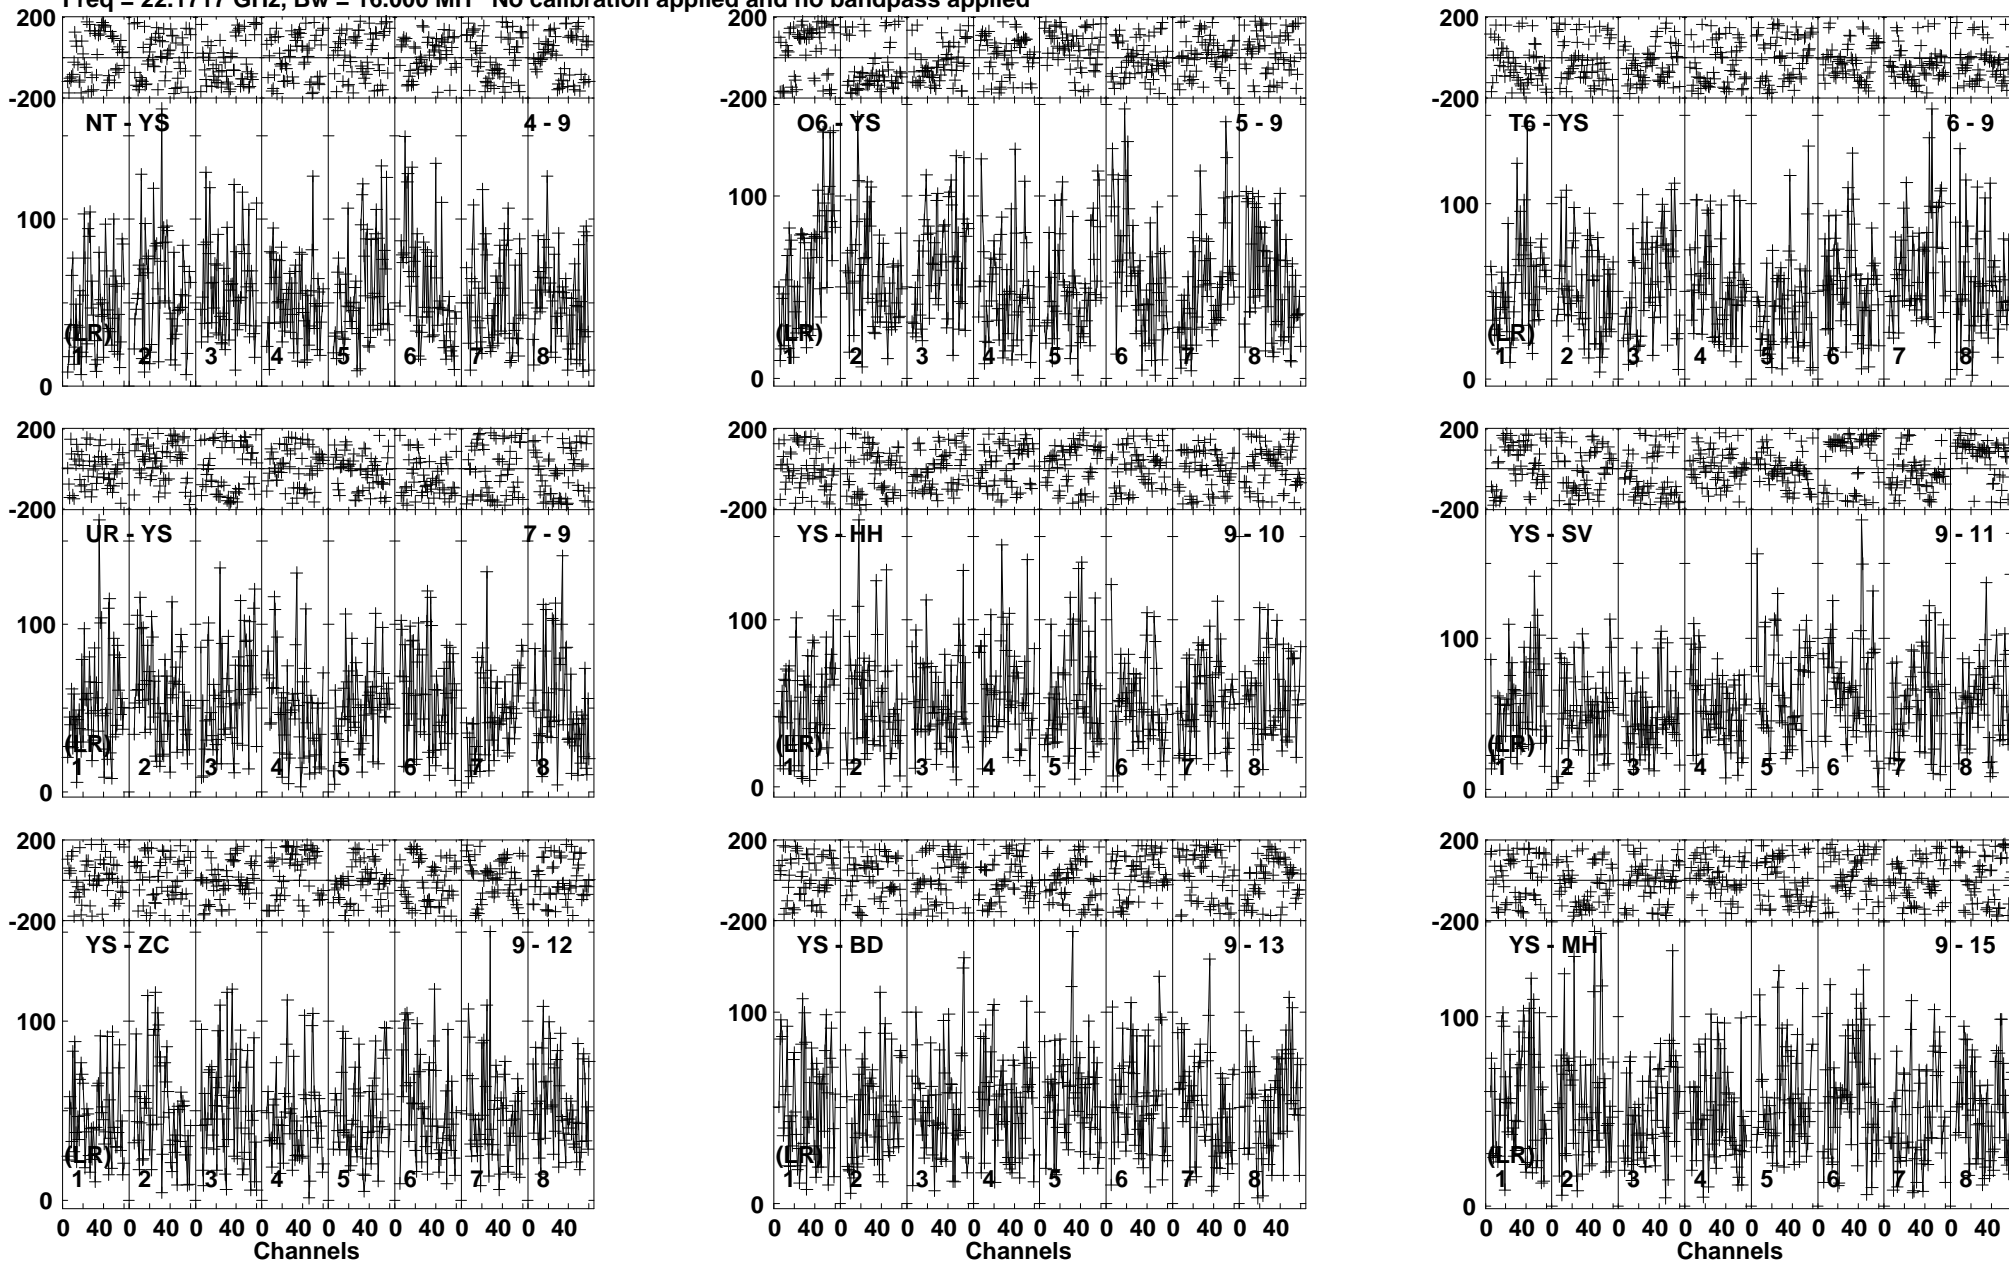 Freq = 22.1717 GHz, Bw = 16.000 MH No calibration applied and no bandpass applied
200 200 200
-200 -200 -200
NT - YS 4 - 9 O6 - YS 5 - 9 T6 - YS 6 - 9
100 100 100
(LR) (LR) (LR)
1 2 3 4 5 6 7 8 1 2 3 4 5 6 7 8 1 2 3 4 5 6 7 8
0 0 0
200 200 200
-200 -200 -200
UR - YS 7 - 9 YS - HH 9 - 10 YS - SV 9 - 11
100 100 100
(LR) (LR) (LR)
1 2 3 4 5 6 7 8 1 2 3 4 5 6 7 8 1 2 3 4 5 6 7 8
0 0 0
200 200 200
-200 -200 -200
YS - ZC 9 - 12 YS - BD 9 - 13 YS - MH 9 - 15
100 100 100
(LR) (LR) (LR)
1 2 3 4 5 6 7 8 1 2 3 4 5 6 7 8 1 2 3 4 5 6 7 8
0 0 0
0 40 0 40 0 40 0 40 0 40 0 40 0 40 0 40 0 40 0 40 0 40 0 40 0 40 0 40 0 40 0 40 0 40 0 40 0 40 0 40 0 40 0 40 0 40 0 40
Channels Channels Channels